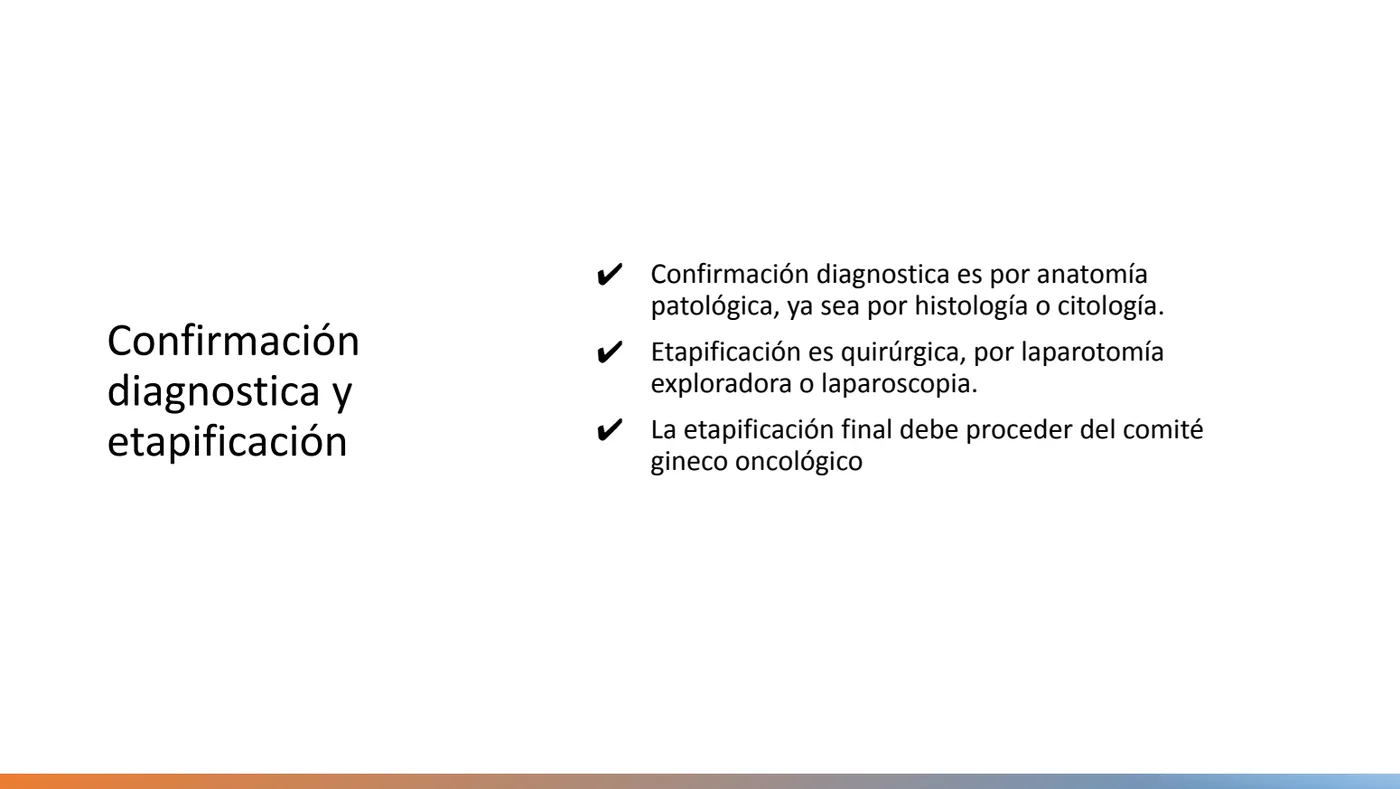 Confirmación
diagnostica y
etapificación
✔ Confirmación diagnostica es por anatomía
patológica, ya sea por histología o citología.
✔ Etapificación es quirúrgica, por laparotomía
exploradora o laparoscopia.
✔ La etapificación final debe proceder del comité
gineco oncológico